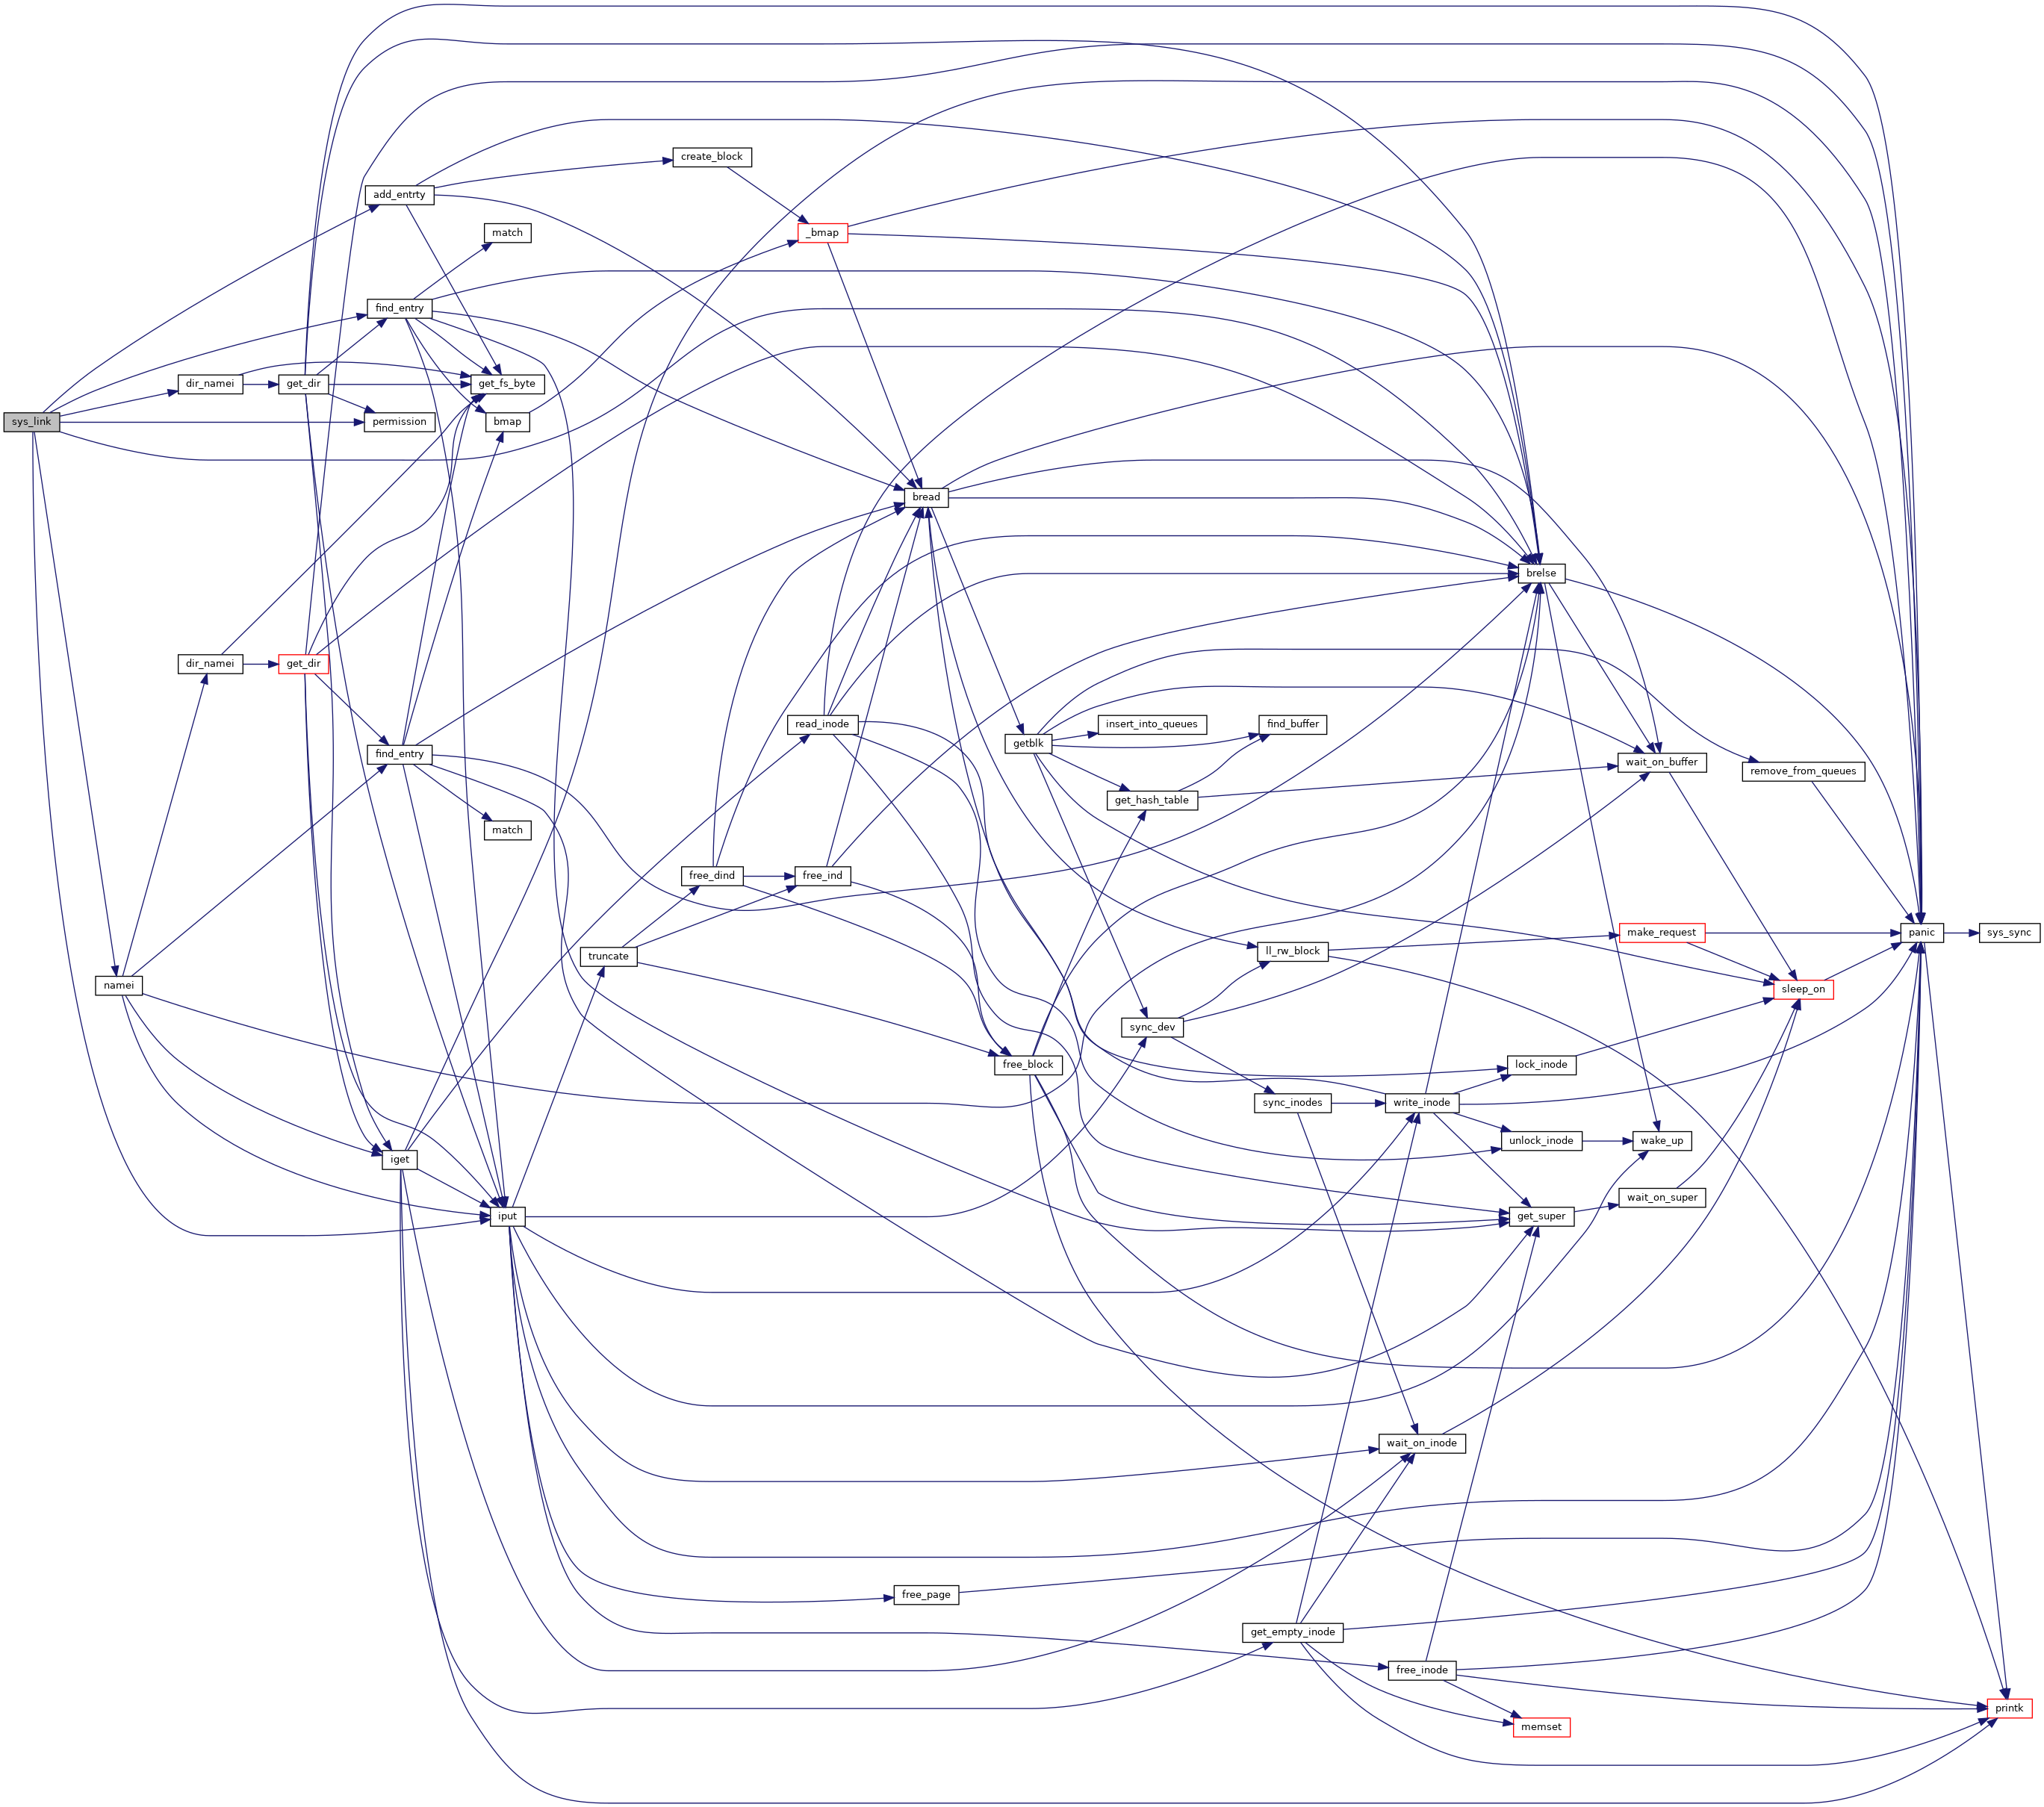 create_block
add_entrty
match
_bmap
find_entry
dir_namei
get_dir
get_fs_byte
sys_link
permission
bmap
bread
brelse
dir_namei
get_dir
read_inode
insert_into_queues
find_buffer
getblk
find_entry
wait_on_buffer
remove_from_queues
get_hash_table
match
free_dind
free_ind
make_request
panic
sys_sync
ll_rw_block
truncate
namei
sleep_on
sync_dev
free_block
lock_inode
sync_inodes
write_inode
unlock_inode
wake_up
iget
wait_on_super
iput
get_super
wait_on_inode
free_page
get_empty_inode
free_inode
printk
memset